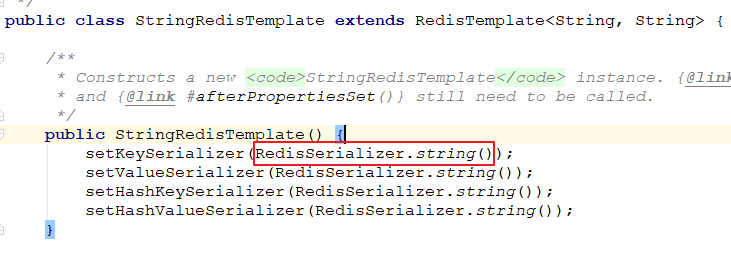 */
public class StringRedisTemplate extends RedisTemplate<String, String> {
/**
* Constructs a new <code>StringRedisTemplate</code> instance. {@link
* and {@link #afterPropertiesSet()} still need to be called.
*/
public StringRedisTemplate() {
setKeySerializer(RedisSerializer.string());
setValueSerializer(RedisSerializer.string());
setHashKeySerializer(RedisSerializer.string());
setHashValueSerializer(RedisSerializer.string());
}